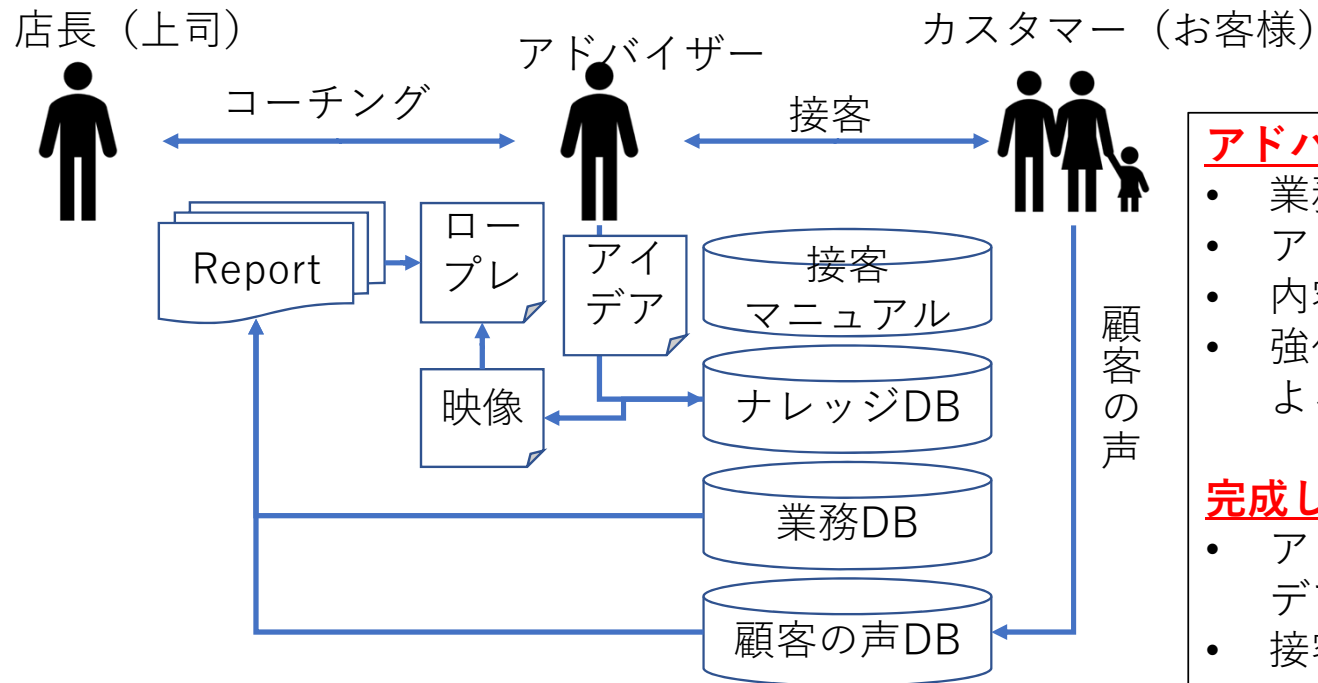 店長（上司）
アドバイザー
カスタマー（お客様）
コーチング
接客
Report
ロー
プレ
アイ
デア
接客
マニュアル
映像
ナレッジDB
業務DB
顧客の声DB
顧客の声
アドバ
• 業務
• ア
• 内容
• 強
よ
完成し
• ア
デ
• 接客